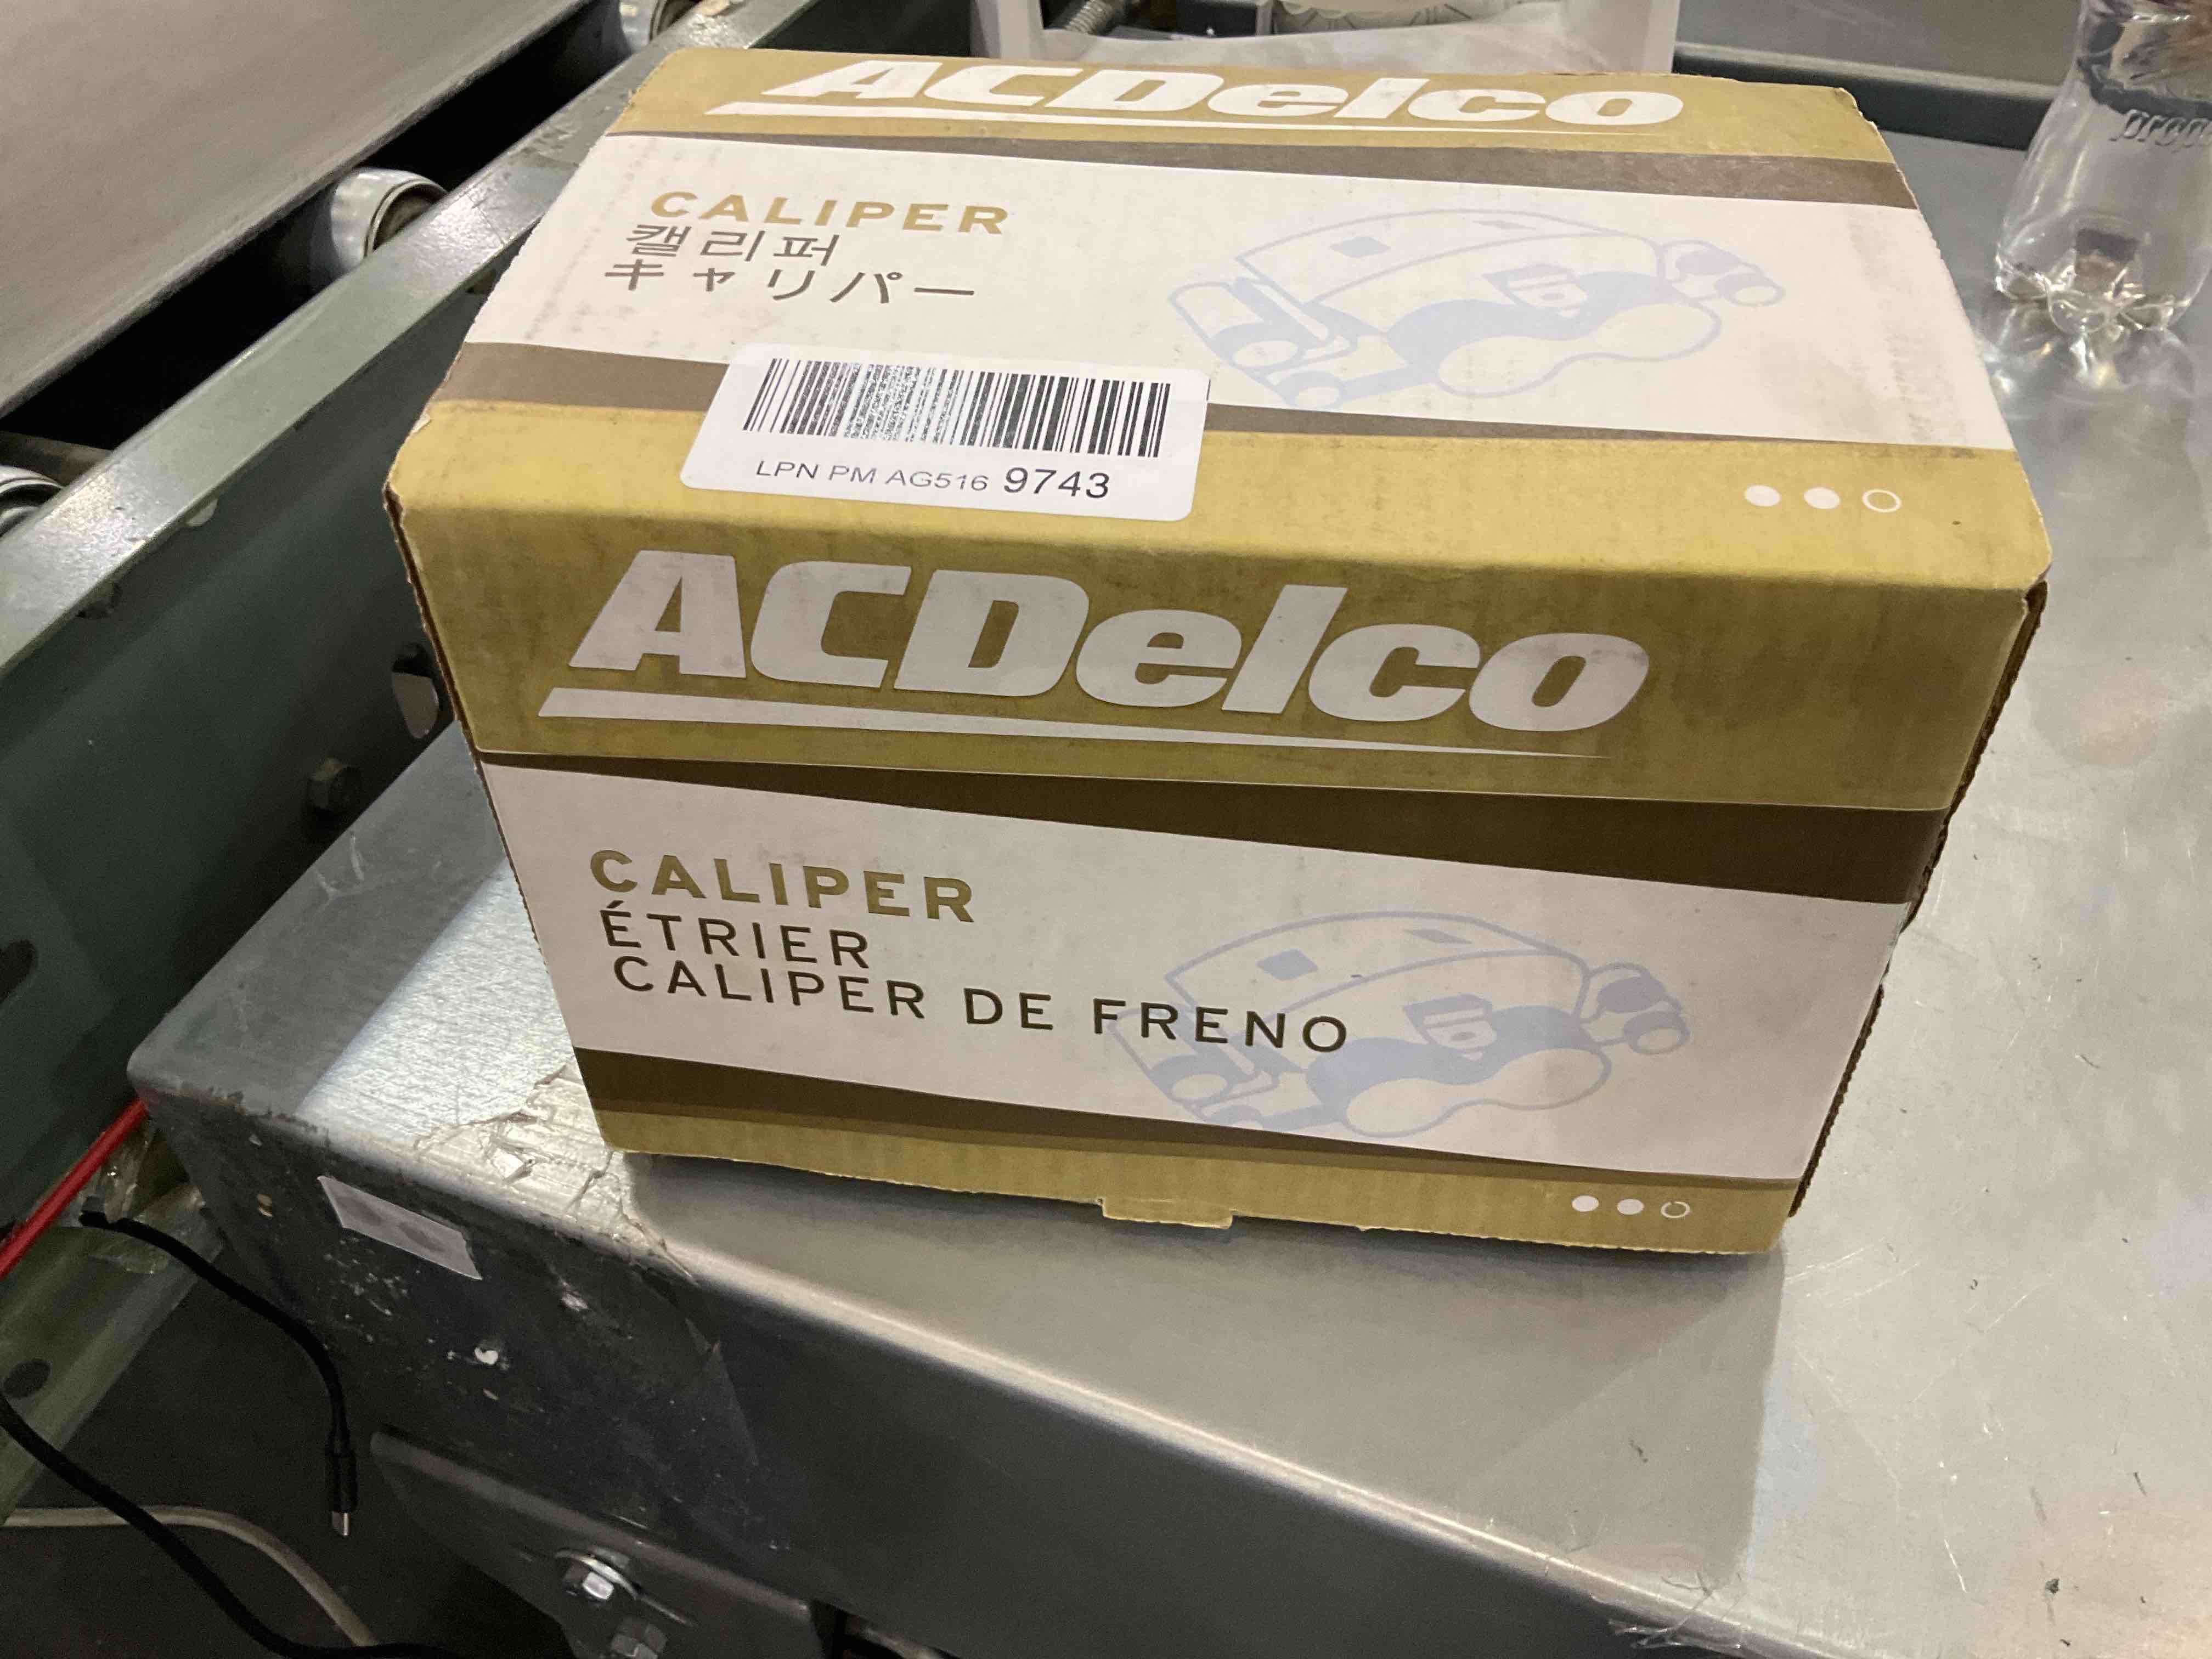 ACDelco
CALIPER
캘리퍼
キャリパー
LPN PM AG516 9743
ACDelco
CALIPER
ÉTRIER
CALIPER DE FRENO